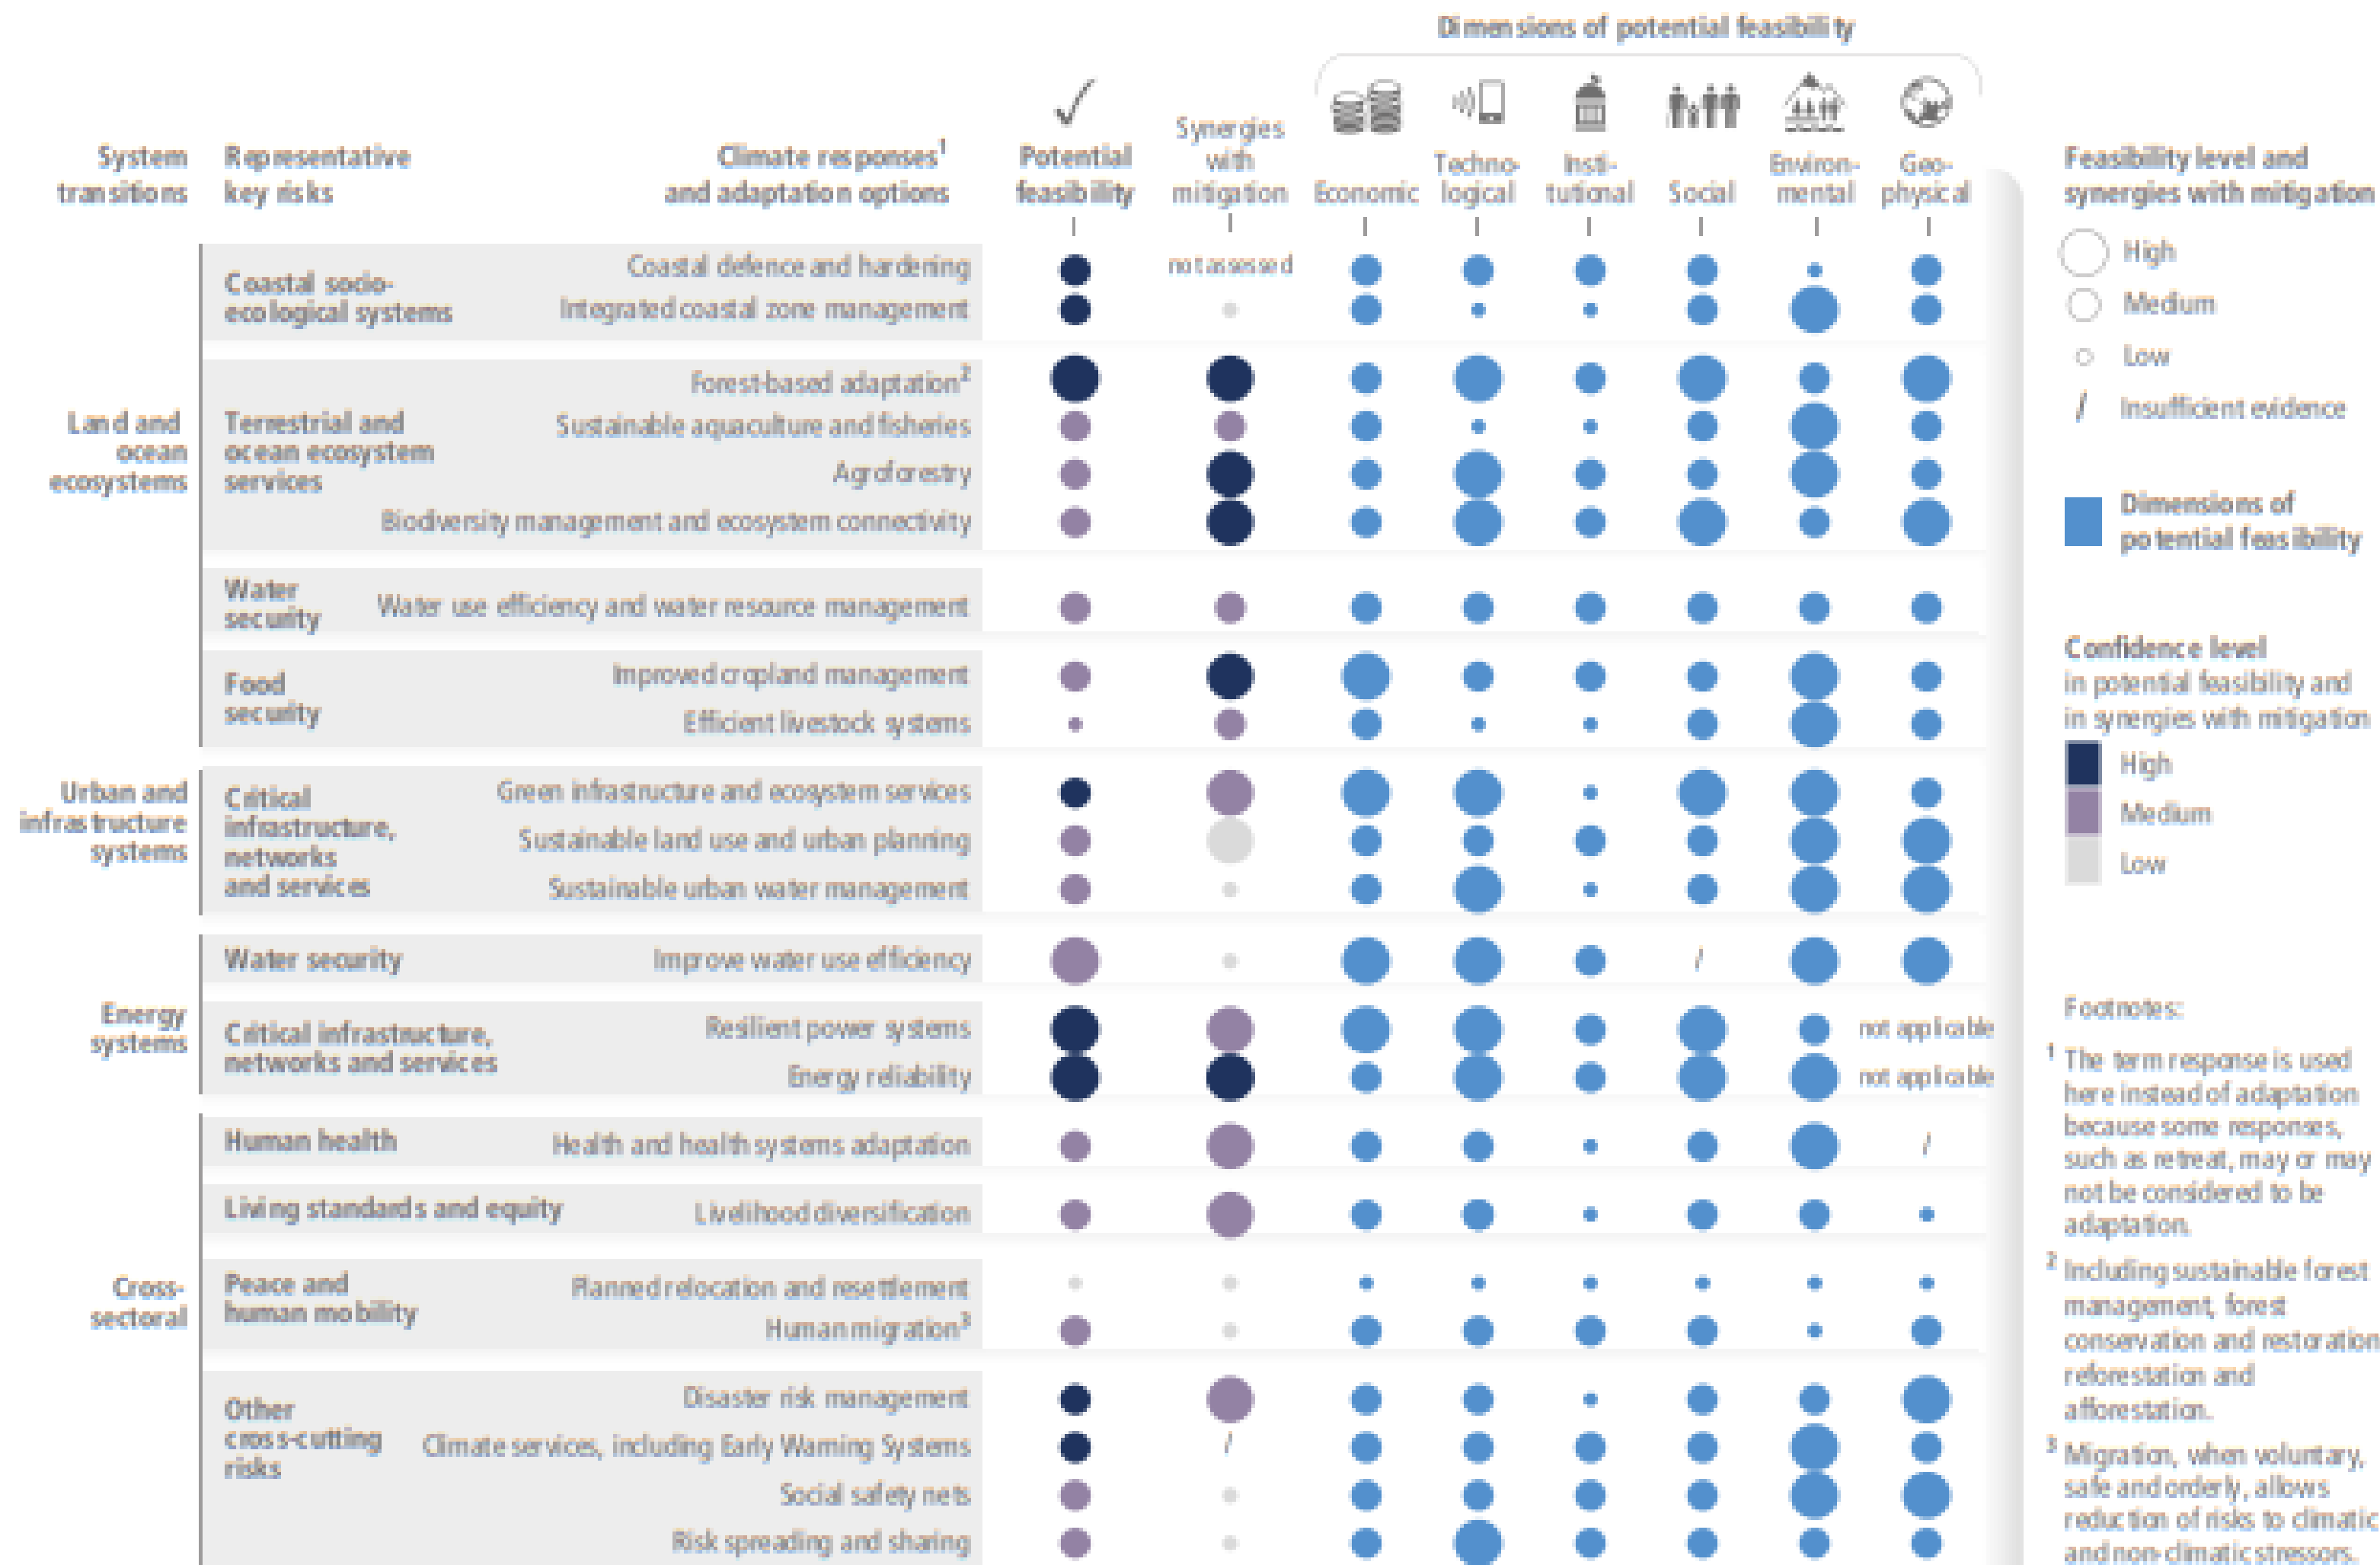 Dimensions of potential feasibility
System
transitions
Representative
key risks
Climate responses¹
and adaptation options
Potential
feasibility
Synergies
with
mitigation
Economic
Techno-
logical
Insti-
tutional
Social
Environ-
mental
Geo-
physical
Land and
ocean
ecosystems
Coastal socio-
ecological systems
Coastal defence and hardening
not assessed
Integrated coastal zone management
Terrestrial and
ocean ecosystem
services
Forest-based adaptation²
Sustainable aquaculture and fisheries
Agroforestry
Biodiversity management and ecosystem connectivity
Water
security
Water use efficiency and water resource management
Food
security
Improved cropland management
Efficient livestock systems
Urban and
infrastructure
systems
Critical
infrastructure,
networks
and services
Green infrastructure and ecosystem services
Sustainable land use and urban planning
Sustainable urban water management
Energy
systems
Water security
Improve water use efficiency
/
Critical infrastructure,
networks and services
Resilient power systems
not applicable
Energy reliability
not applicable
Cross-
sectoral
Human health
Health and health systems adaptation
/
Living standards and equity
Livelihood diversification
Peace and
human mobility
Planned relocation and resettlement
Human migration³
Other
cross-cutting
risks
Disaster risk management
Climate services, including Early Warning Systems
/
Social safety nets
Risk spreading and sharing
Feasibility level and
synergies with mitigation
High
Medium
Low
/ Insufficient evidence
Dimensions of
potential feasibility
Confidence level
in potential feasibility and
in synergies with mitigation
High
Medium
Low
Footnotes:
¹ The term response is used
here instead of adaptation
because some responses,
such as retreat, may or may
not be considered to be
adaptation.
² Including sustainable forest
management, forest
conservation and restoration
reforestation and
afforestation.
³ Migration, when voluntary,
safe and orderly, allows
reduction of risks to climatic
and non-climatic stressors.